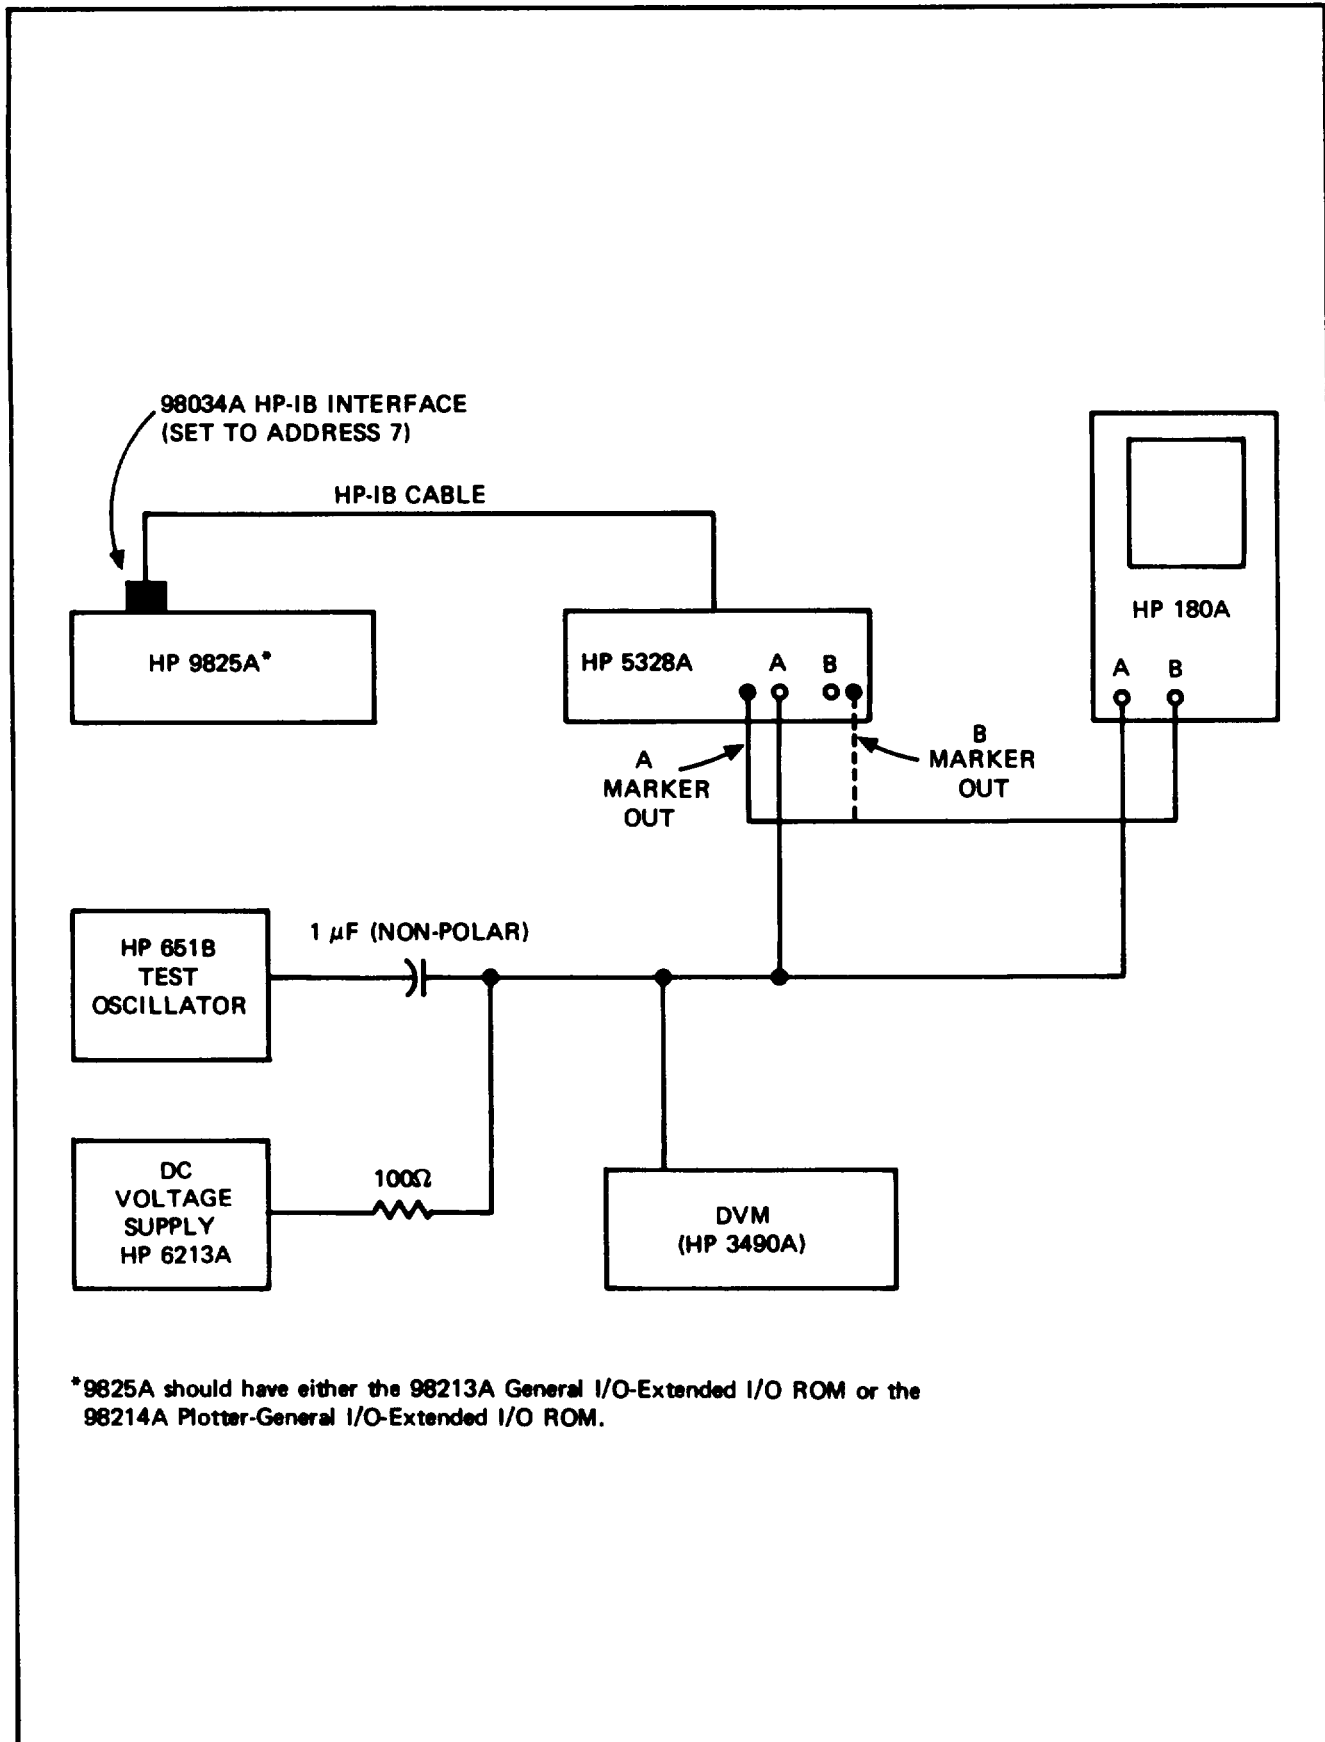 98034A HP-IB INTERFACE
(SET TO ADDRESS 7)
HP-IB CABLE
HP 9825A*
HP 5328A
A
B
HP 180A
A
B
A
MARKER
OUT
B
MARKER
OUT
HP 651B
TEST
OSCILLATOR
1 µF (NON-POLAR)
DC
VOLTAGE
SUPPLY
HP 6213A
100Ω
DVM
(HP 3490A)
*9825A should have either the 98213A General I/O-Extended I/O ROM or the
98214A Plotter-General I/O-Extended I/O ROM.